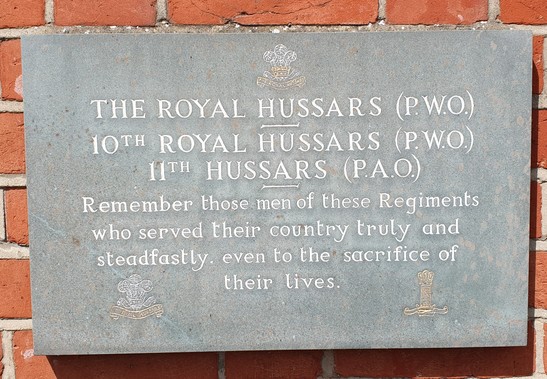 THE ROYAL HUSSARS (P.W.O.)
10TH ROYAL HUSSARS (P.W.O.)
11TH HUSSARS (P.A.O.)
Remember those men of these Regiments
who served their country truly and
steadfastly. even to the sacrifice of
their lives.